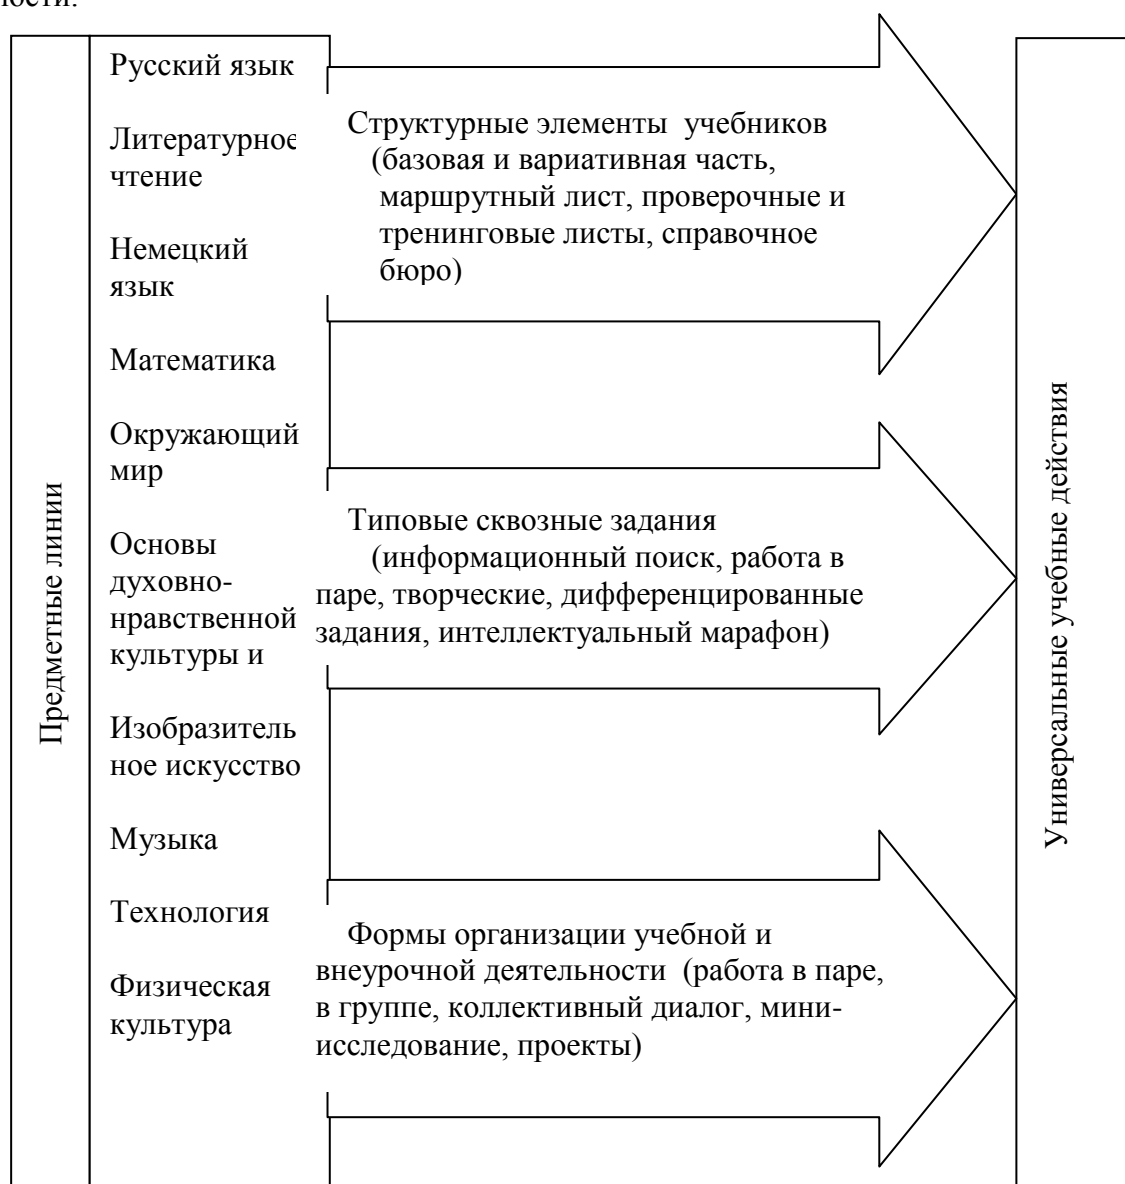 ности.
Предметные линии
Русский язык
Литературное
чтение
Немецкий
язык
Математика
Окружающий
мир
Основы
духовно-
нравственной
культуры и
Изобразитель
ное искусство
Музыка
Технология
Физическая
культура
Структурные элементы учебников
(базовая и вариативная часть,
маршрутный лист, проверочные и
тренинговые листы, справочное
бюро)
Типовые сквозные задания
(информационный поиск, работа в
паре, творческие, дифференцированные
задания, интеллектуальный марафон)
Формы организации учебной и
внеурочной деятельности (работа в паре,
в группе, коллективный диалог, мини-
исследование, проекты)
Универсальные учебные действия